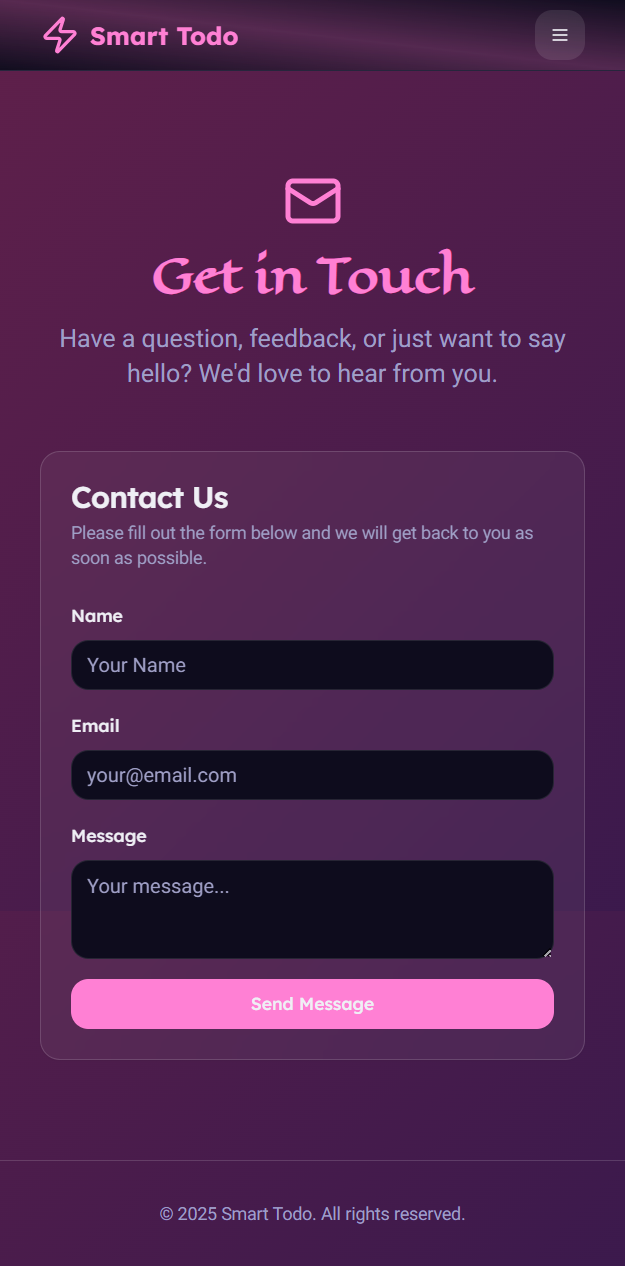 Smart Todo
Get in Touch
Have a question, feedback, or just want to say
hello? We'd love to hear from you.
Contact Us
Please fill out the form below and we will get back to you as
soon as possible.
Name
Your Name
Email
your@email.com
Message
Your message...
Send Message
© 2025 Smart Todo. All rights reserved.